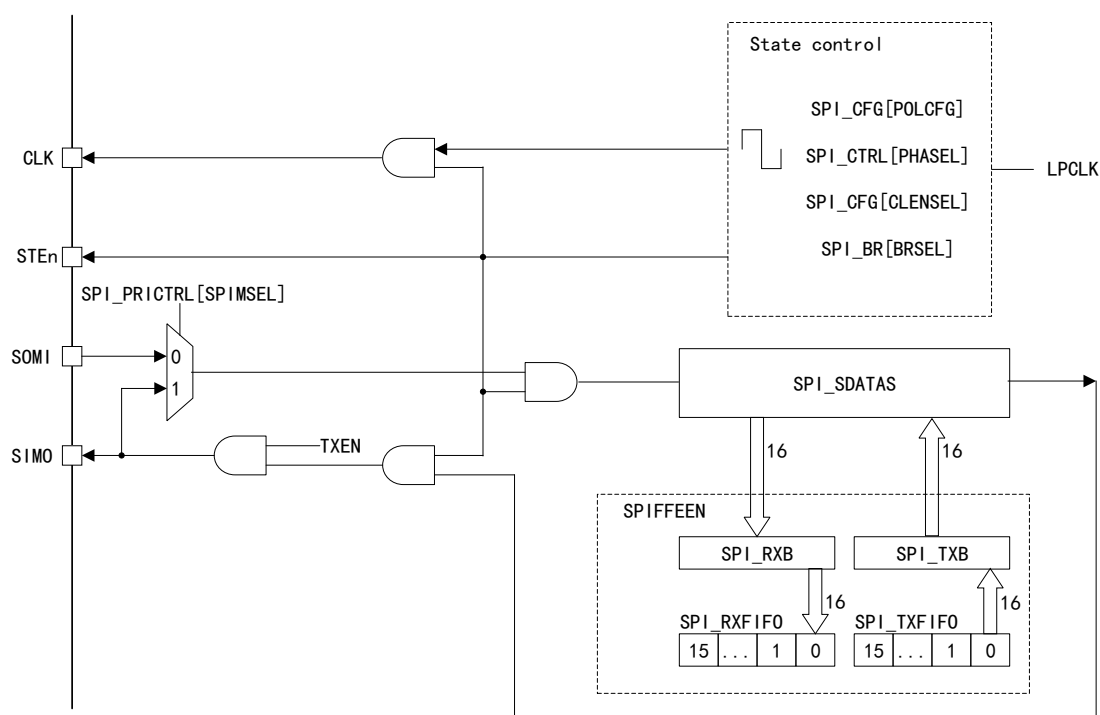 State control
SPI_CFG[POLCFG]
CLK
SPI_CTRL[PHASEL]
LPCLK
SPI_CFG[CLENSEL]
STEn
SPI_BR[BRSEL]
SPI_PRICTRL[SPIMSEL]
SOMI
0
1
SPI_SDATAS
SIMO
TXEN
16
16
SPIFFEEN
SPI_RXB
SPI_TXB
16
16
SPI_RXFIFO
SPI_TXFIFO
15 ... 1 0
15 ... 1 0